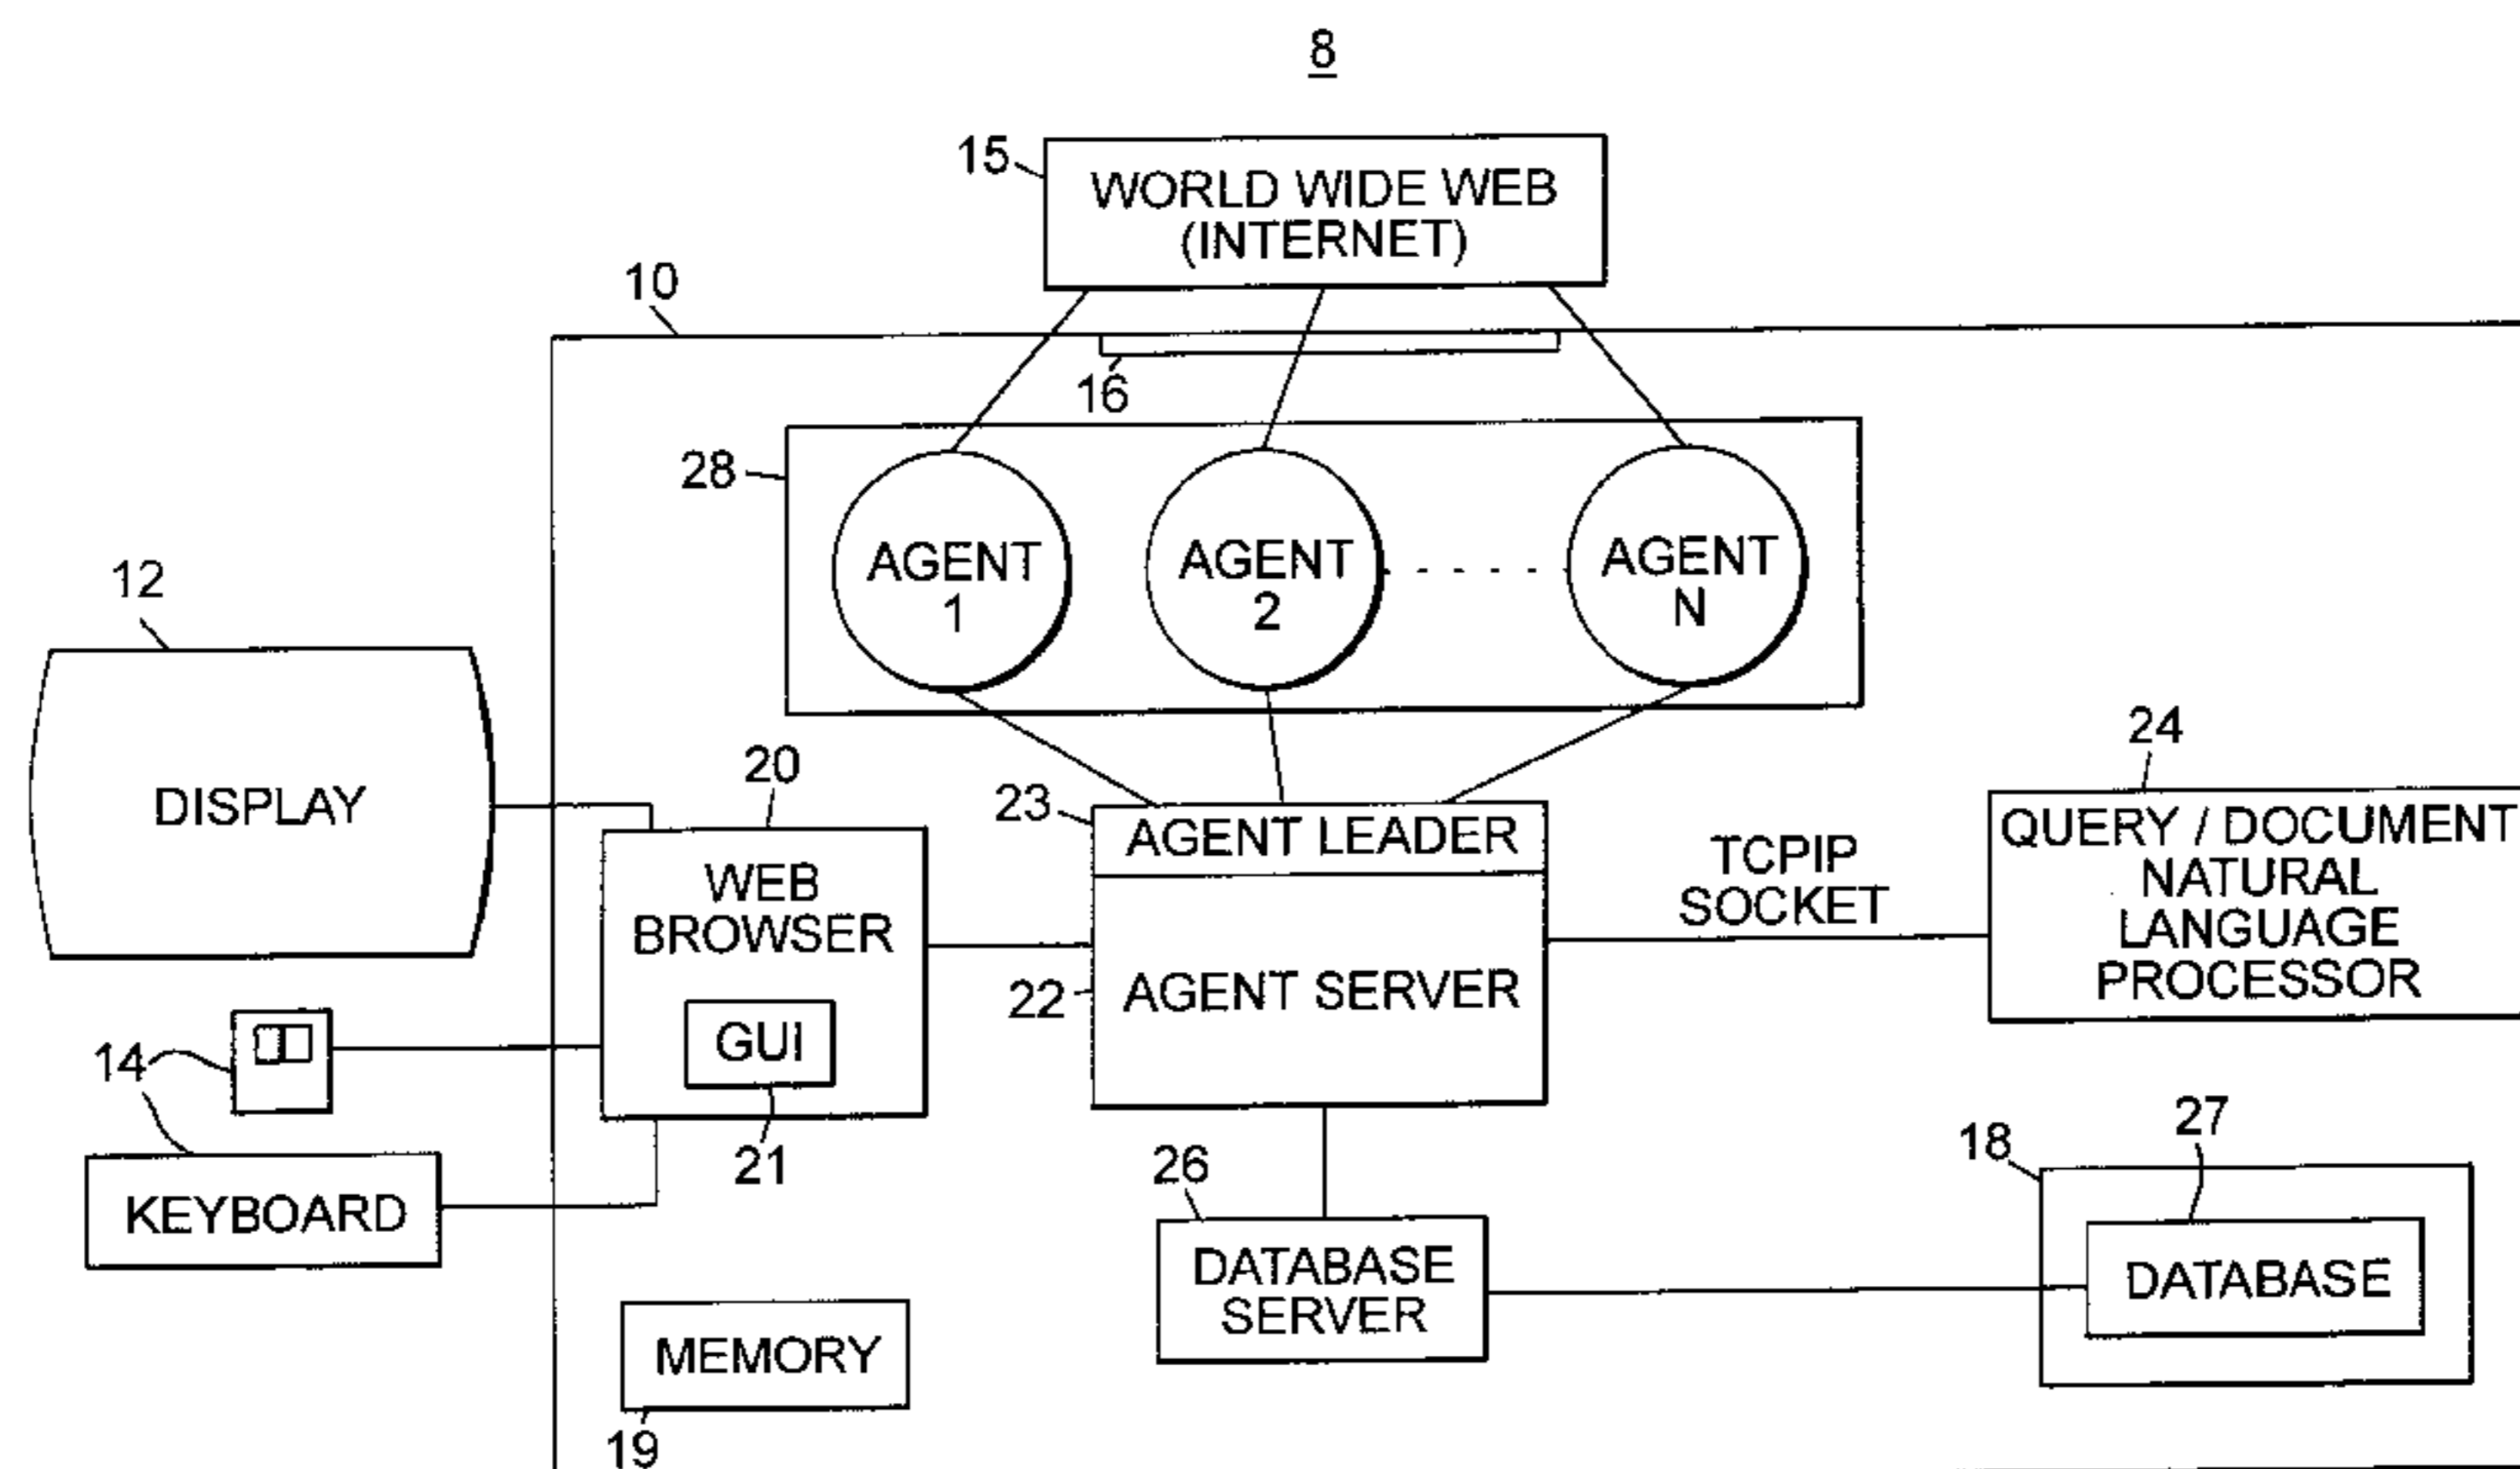 8
15
WORLD WIDE WEB
(INTERNET)
10
16
28
AGENT
1
AGENT
2
AGENT
N
12
DISPLAY
20
WEB
BROWSER
GUI
21
23
AGENT LEADER
22
AGENT SERVER
TCPIP
SOCKET
24
QUERY / DOCUMENT
NATURAL
LANGUAGE
PROCESSOR
14
KEYBOARD
26
DATABASE
SERVER
18
27
DATABASE
MEMORY
19